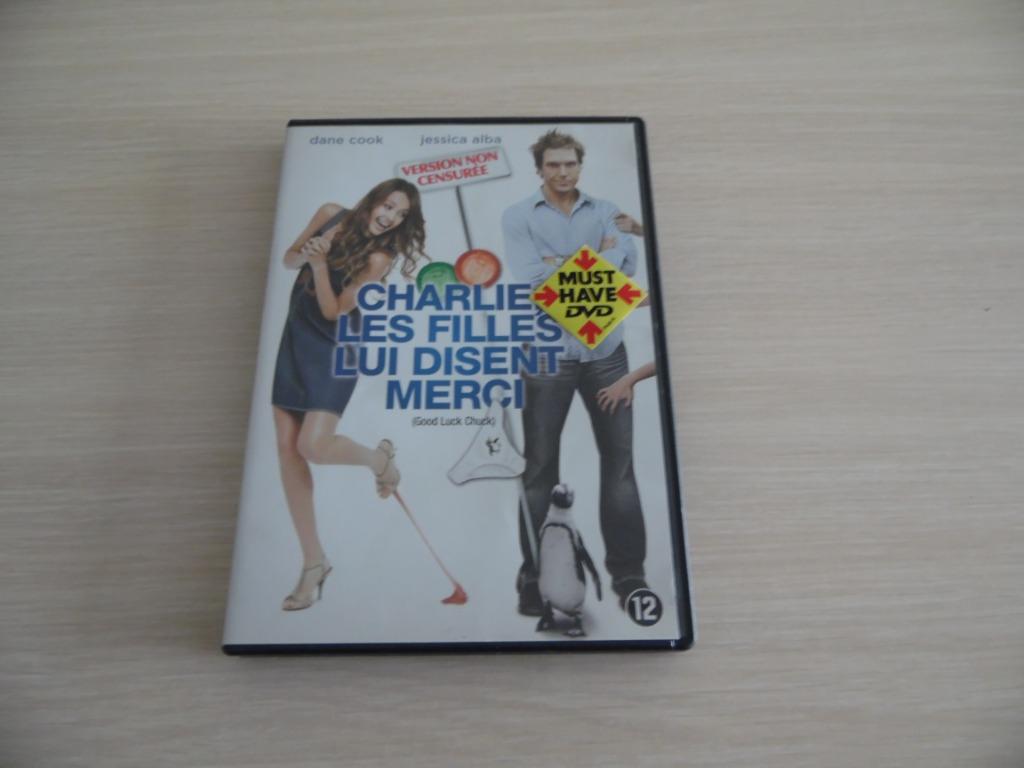 dane cook jessica alba
VERSION NON
CENSURÉE
CHARLIE,
LES FILLES
LUI DISENT
MERCI
(Good Luck Chuck)
MUST
HAVE
DVD
12